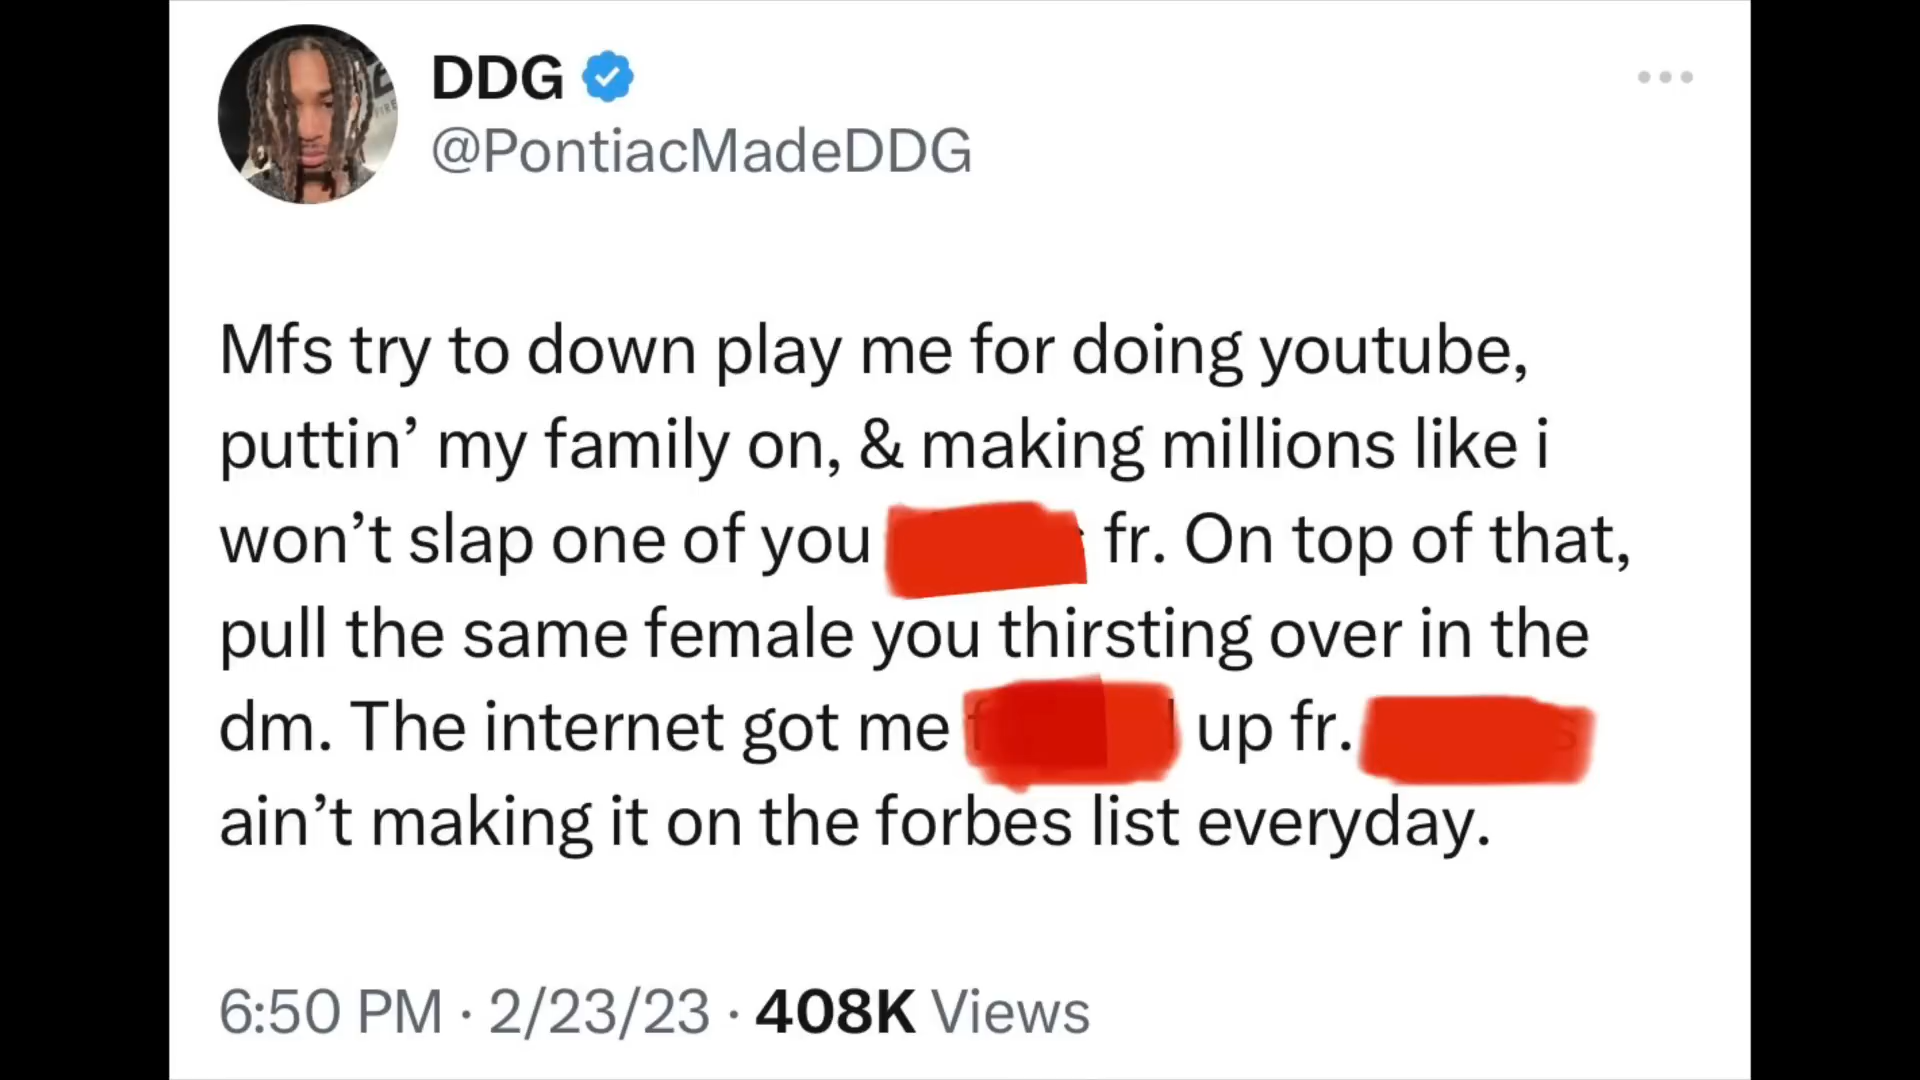 DDG
@PontiacMadeDDG
Mfs try to down play me for doing youtube,
puttin’ my family on, & making millions like i
won’t slap one of you fr. On top of that,
pull the same female you thirsting over in the
dm. The internet got me up fr.
ain’t making it on the forbes list everyday.
6:50 PM · 2/23/23 · 408K Views